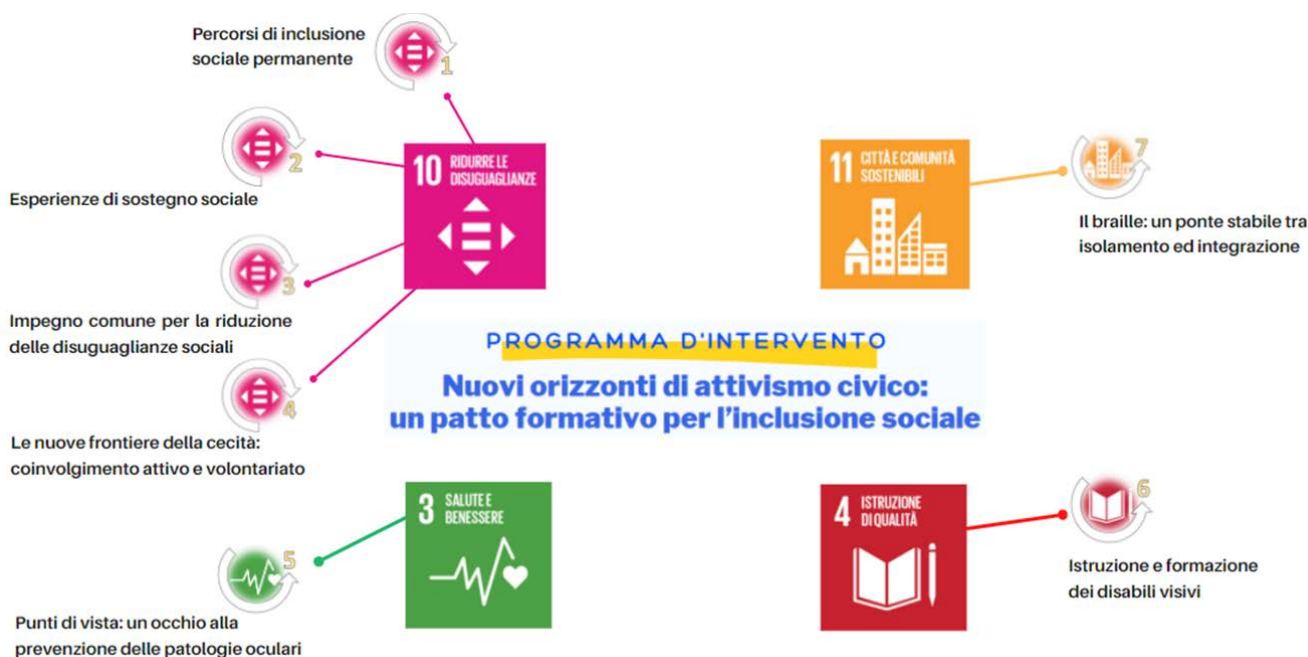 Percorsi di inclusione
sociale permanente
1
2
Esperienze di sostegno sociale
3
Impegno comune per la riduzione
delle disuguaglianze sociali
4
Le nuove frontiere della cecità:
coinvolgimento attivo e volontariato
10 RIDURRE LE
DISUGUAGLIANZE
11 CITTÀ E COMUNITÀ
SOSTENIBILI
7
Il braille: un ponte stabile tra
isolamento ed integrazione
PROGRAMMA D'INTERVENTO
Nuovi orizzonti di attivismo civico:
un patto formativo per l'inclusione sociale
3 SALUTE E
BENESSERE
5
Punti di vista: un occhio alla
prevenzione delle patologie oculari
4 ISTRUZIONE
DI QUALITÀ
6
Istruzione e formazione
dei disabili visivi